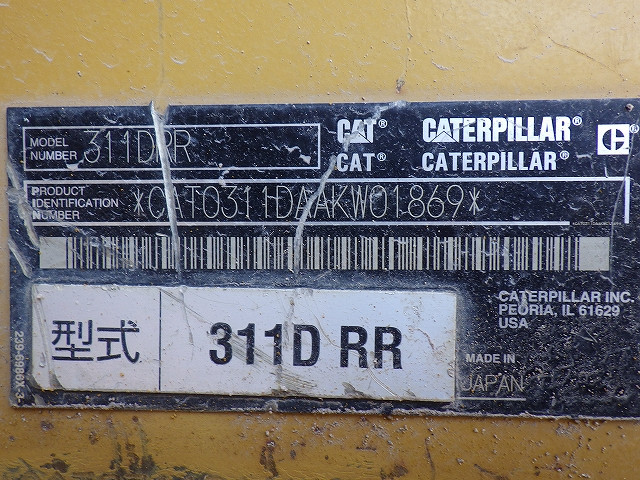 MODEL NUMBER 311DRR
CAT® CATERPILLAR®
CAT® CATERPILLAR®
PRODUCT IDENTIFICATION NUMBER *CAT0311DAAKW01869*
型式 311D RR
CATERPILLAR INC.
PEORIA, IL 61629
USA
MADE IN
JAPAN